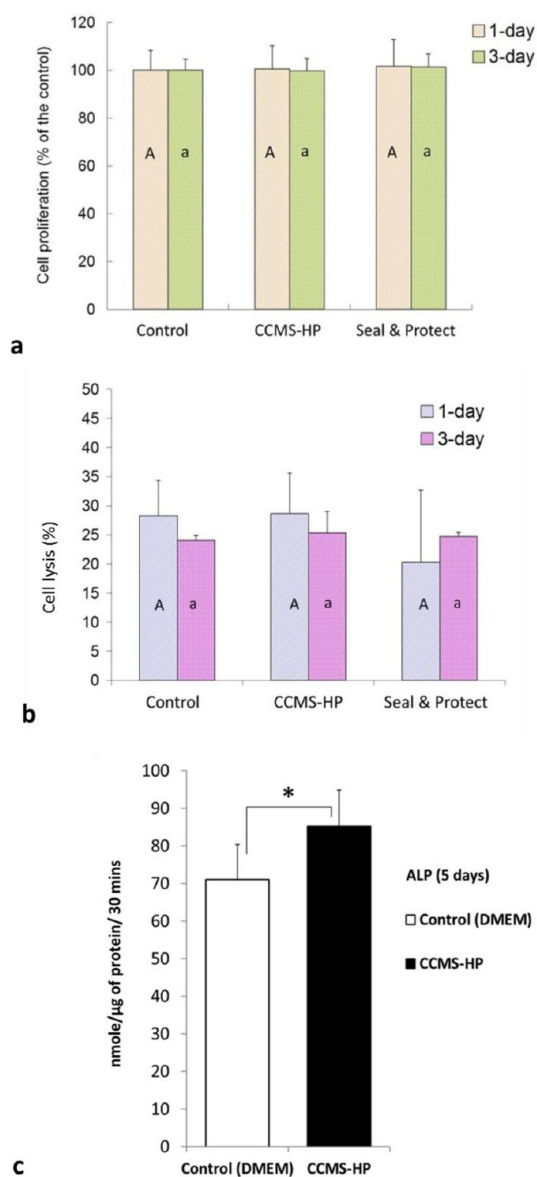 Cell proliferation (% of the control)
120
100
80
60
40
20
0
1-day
3-day
A a A a A a
Control CCMS-HP Seal & Protect
a
Cell lysis (%)
50
45
40
35
30
25
20
15
10
5
0
1-day
3-day
A a A a A a
Control CCMS-HP Seal & Protect
b
nmole/µg of protein/ 30 mins
100
90
80
70
60
50
40
30
20
10
0
*
ALP (5 days)
Control (DMEM)
CCMS-HP
Control (DMEM) CCMS-HP
c